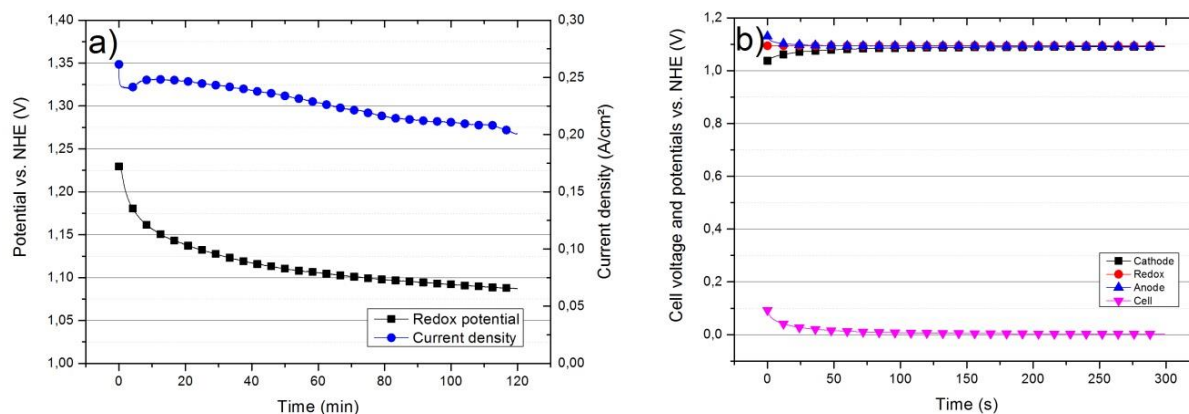 a)
Potential vs. NHE (V)
1,40
1,35
1,30
1,25
1,20
1,15
1,10
1,05
1,00
0,30
0,25
0,20
0,15
0,10
0,05
0,00
Current density (A/cm²)
Redox potential
Current density
0
20
40
60
80
100
120
Time (min)
b)
Cell voltage and potentials vs. NHE (V)
1,2
1,0
0,8
0,6
0,4
0,2
0,0
Cathode
Redox
Anode
Cell
0
50
100
150
200
250
300
Time (s)